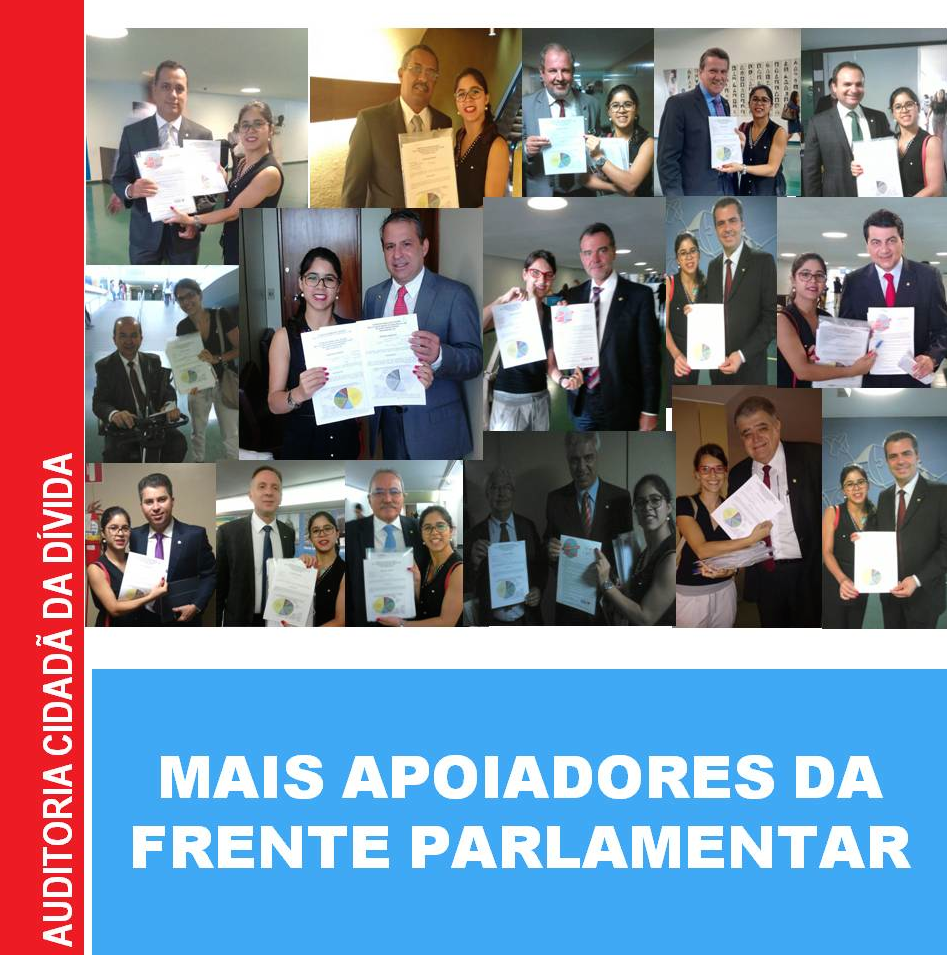 AUDITORIA CIDADÃ DA DÍVIDA
MAIS APOIADORES DA
FRENTE PARLAMENTAR